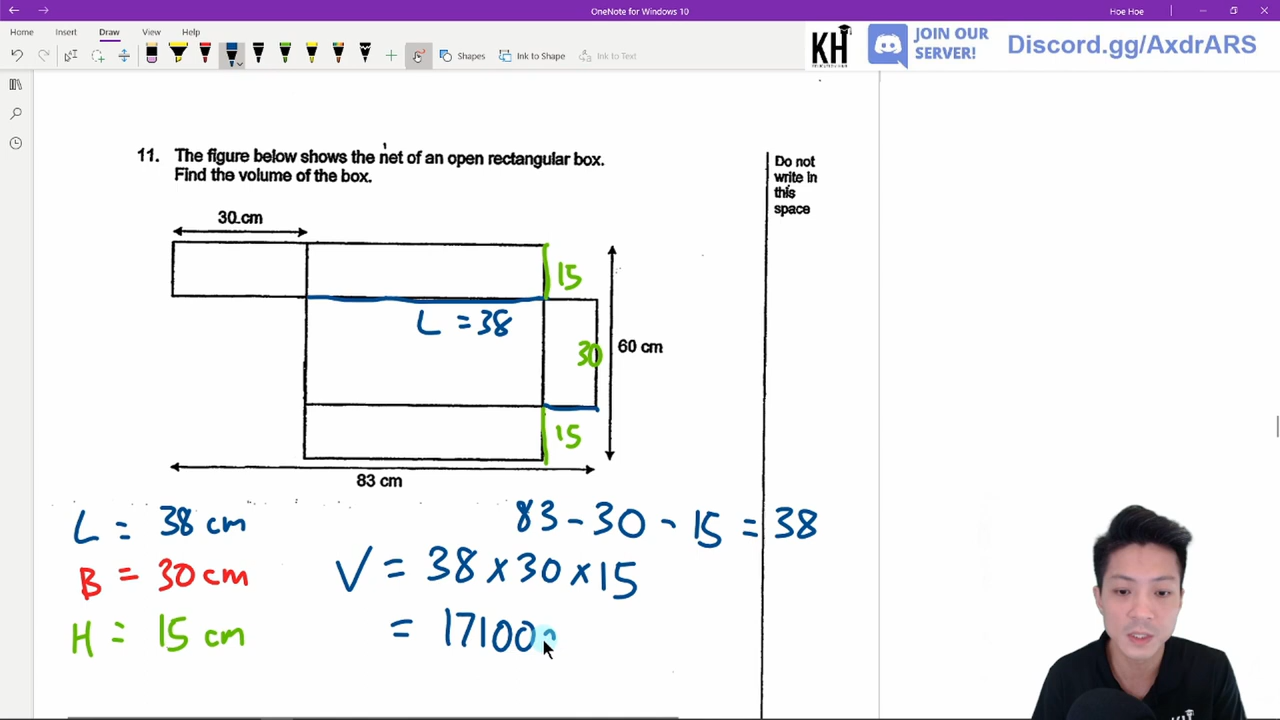 OneNote for Windows 10
Hoe Hoe
Home Insert Draw View Help
Shapes
Ink to Shape
Ink to Text
KH
JOIN OUR
SERVER!
Discord.gg/AxdrARS
11. The figure below shows the net of an open rectangular box.
Find the volume of the box.
Do not
write in
this
space
30 cm
15
L = 38
30
60 cm
15
83 cm
L = 38 cm
83 - 30 - 15 = 38
B = 30 cm
V = 38 × 30 × 15
H = 15 cm
= 17100